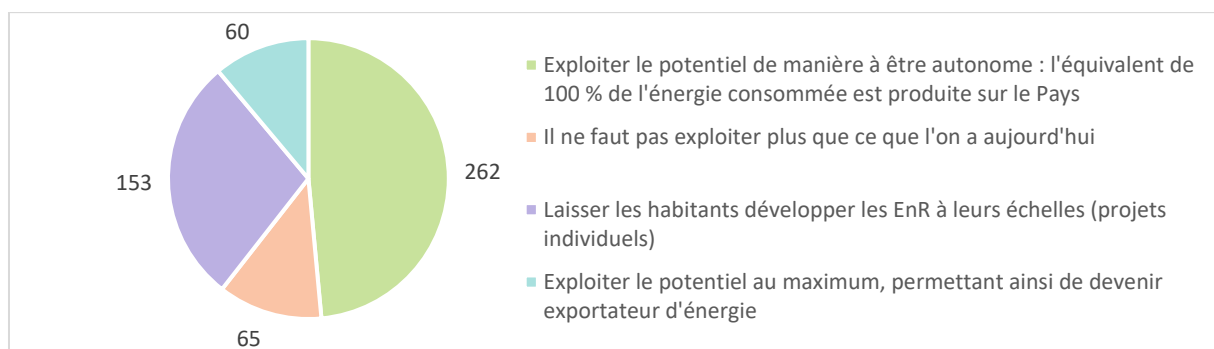 60
262
153
65
Exploiter le potentiel de manière à être autonome : l'équivalent de
100 % de l'énergie consommée est produite sur le Pays
Il ne faut pas exploiter plus que ce que l'on a aujourd'hui
Laisser les habitants développer les EnR à leurs échelles (projets
individuels)
Exploiter le potentiel au maximum, permettant ainsi de devenir
exportateur d'énergie